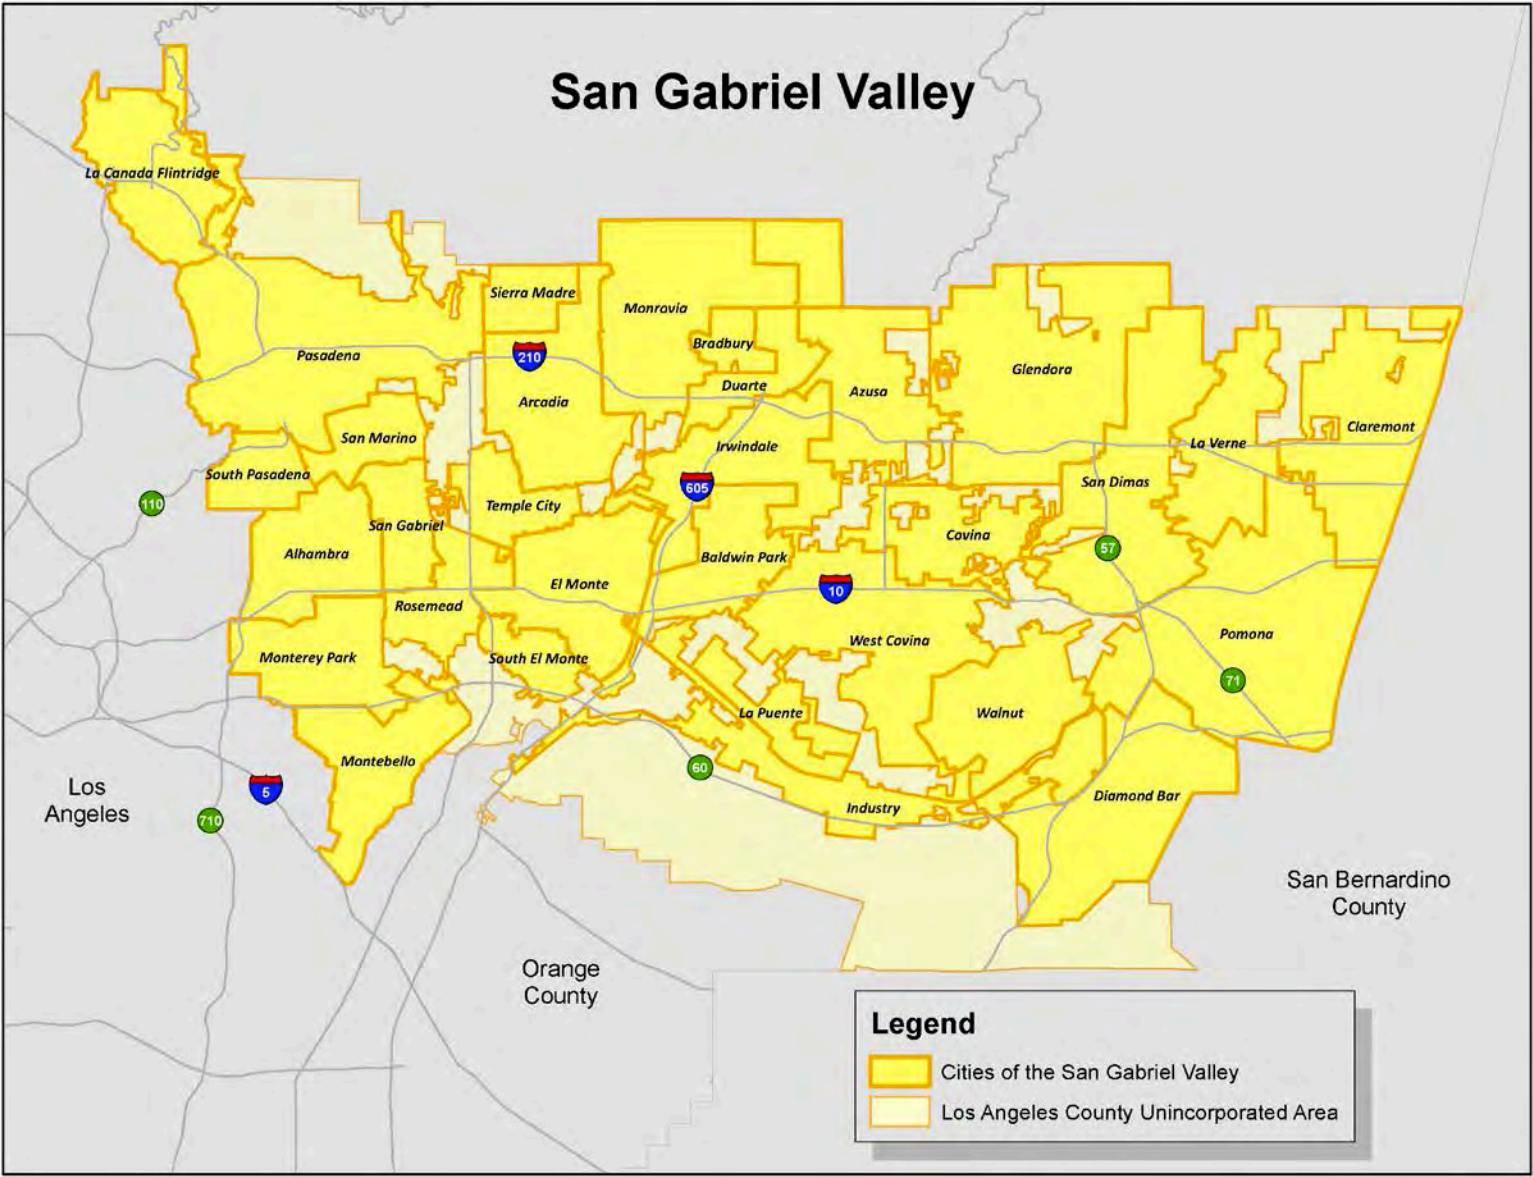 San Gabriel Valley
La Canada Flintridge
Sierra Madre
Monrovia
Bradbury
210
Pasadena
Glendora
Duarte
Azusa
Arcadia
Claremont
San Marino
La Verne
Irwindale
South Pasadena
605
San Dimas
110
Temple City
San Gabriel
Covina
57
Alhambra
Baldwin Park
El Monte
10
Rosemead
Pomona
West Covina
Monterey Park
South El Monte
71
La Puente
Walnut
Montebello
60
Los
Angeles
5
Diamond Bar
Industry
710
San Bernardino
County
Orange
County
Legend
Cities of the San Gabriel Valley
Los Angeles County Unincorporated Area